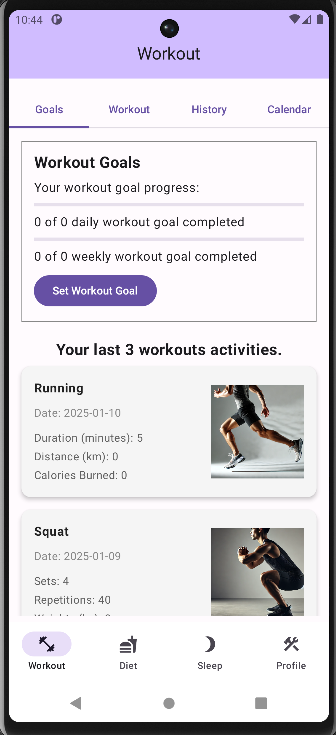 10:44
Workout
Goals
Workout
History
Calendar
Workout Goals
Your workout goal progress:
0 of 0 daily workout goal completed
0 of 0 weekly workout goal completed
Set Workout Goal
Your last 3 workouts activities.
Running
Date: 2025-01-10
Duration (minutes): 5
Distance (km): 0
Calories Burned: 0
Squat
Date: 2025-01-09
Sets: 4
Repetitions: 40
Workout
Diet
Sleep
Profile